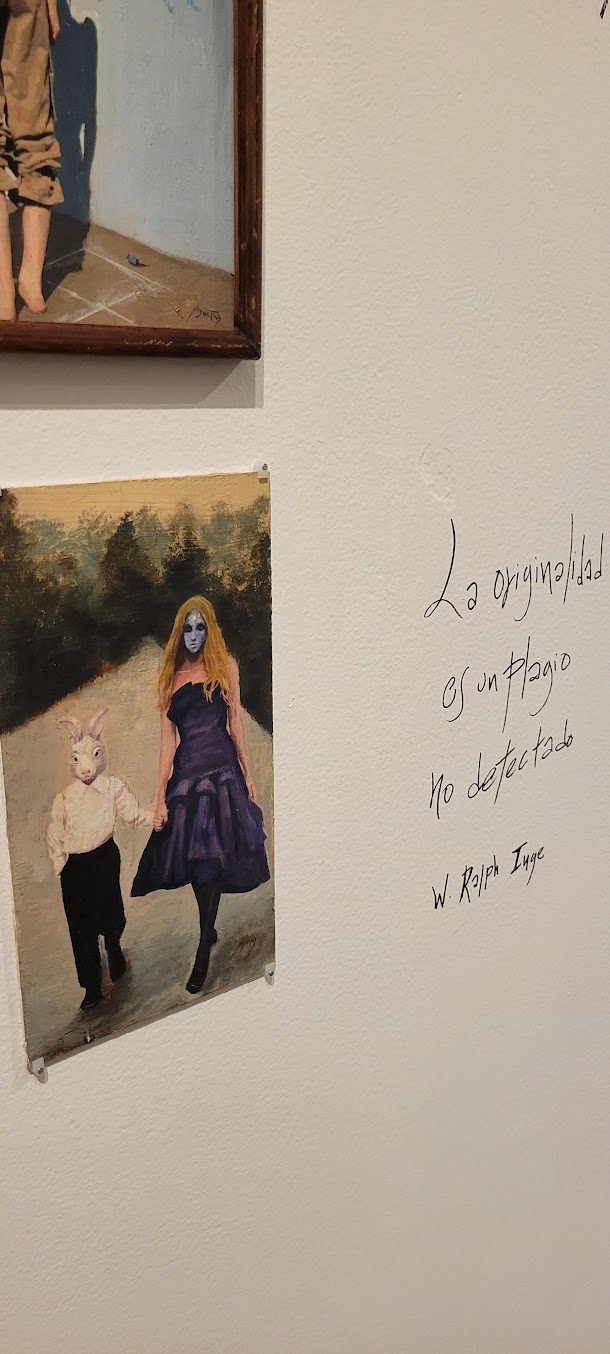 La originalidad
es un plagio
no detectado
W. Ralph Inge